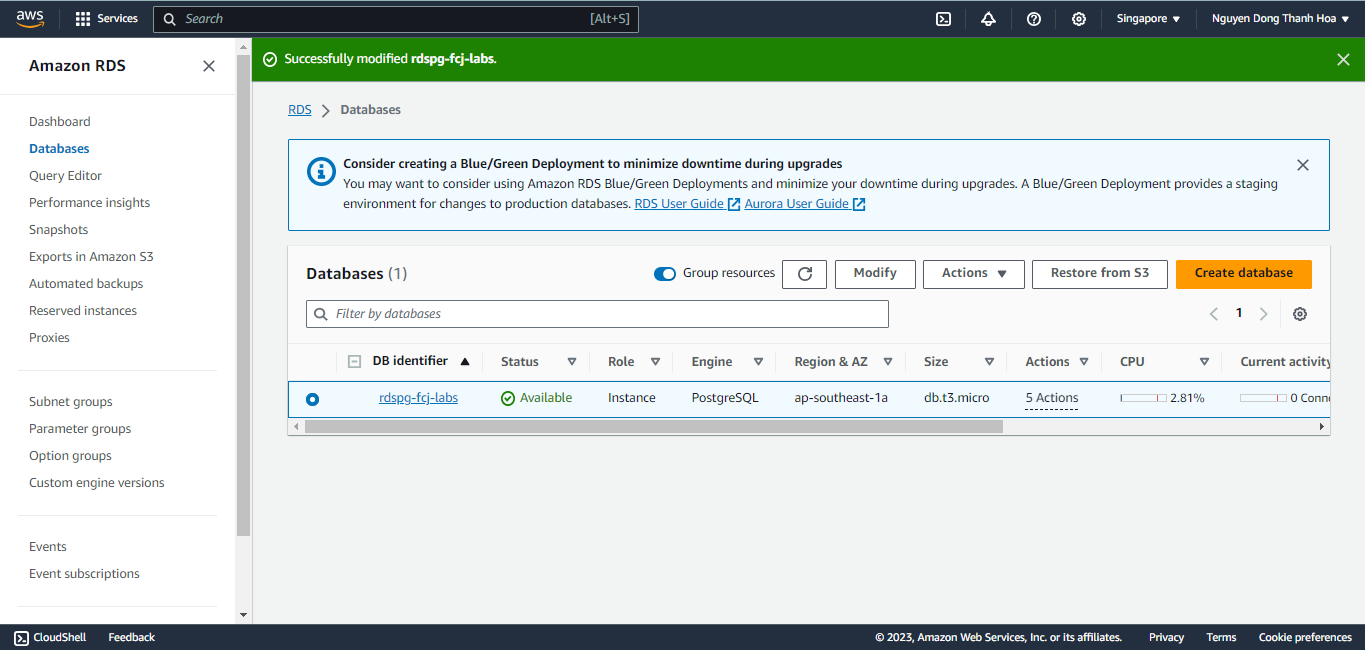 aws Services Search [Alt+S] Singapore Nguyen Dong Thanh Hoa
Amazon RDS
Dashboard
Databases
Query Editor
Performance insights
Snapshots
Exports in Amazon S3
Automated backups
Reserved instances
Proxies
Subnet groups
Parameter groups
Option groups
Custom engine versions
Events
Event subscriptions
Successfully modified rdspg-fcj-labs.
RDS Databases
Consider creating a Blue/Green Deployment to minimize downtime during upgrades
You may want to consider using Amazon RDS Blue/Green Deployments and minimize your downtime during upgrades. A Blue/Green Deployment provides a staging
environment for changes to production databases. RDS User Guide Aurora User Guide
Databases (1) Group resources Modify Actions Restore from S3 Create database
Filter by databases 1
DB identifier Status Role Engine Region & AZ Size Actions CPU Current activity
rdspg-fcj-labs Available Instance PostgreSQL ap-southeast-1a db.t3.micro 5 Actions 2.81% 0 Conne
CloudShell Feedback © 2023, Amazon Web Services, Inc. or its affiliates. Privacy Terms Cookie preferences